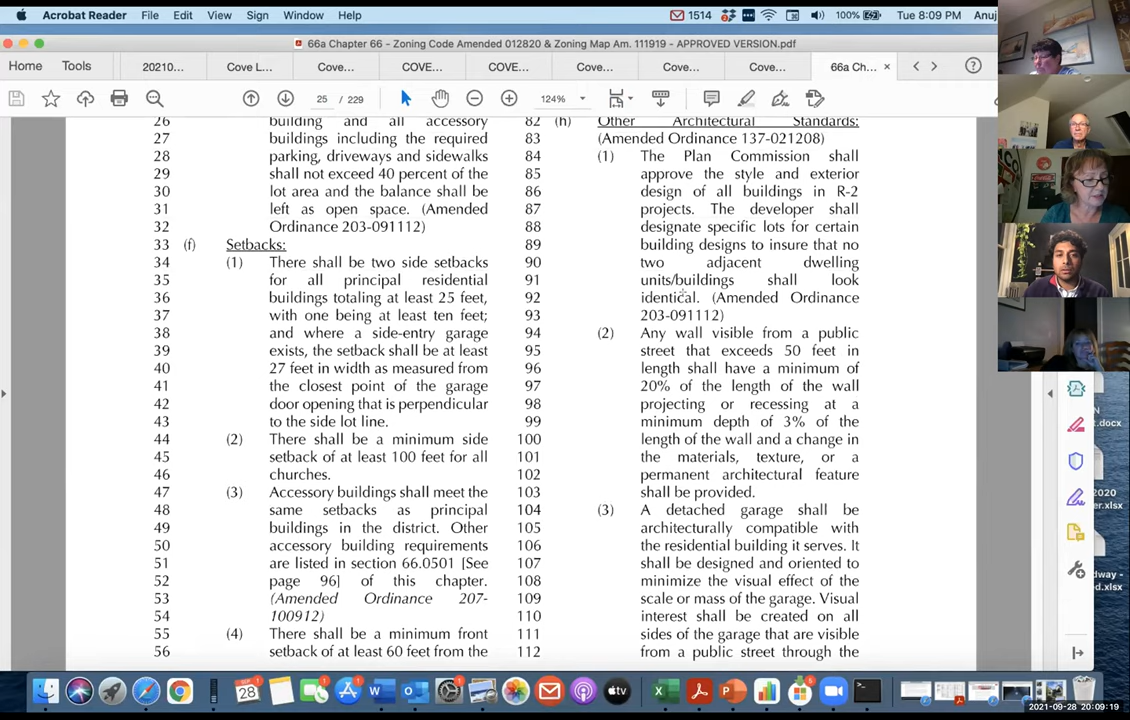 Acrobat Reader File Edit View Sign Window Help 1514 100% Tue 8:09 PM Anuj
66a Chapter 66 - Zoning Code Amended 012820 & Zoning Map Am. 111919 - APPROVED VERSION.pdf
Home Tools 20210... Cove L... Cove... COVE... COVE... Cove... Cove... Cove... 66a Ch... ×
25 / 229 124%
26 building and all accessory
27 buildings including the required
28 parking, driveways and sidewalks
29 shall not exceed 40 percent of the
30 lot area and the balance shall be
31 left as open space. (Amended
32 Ordinance 203-091112)
33 (f) Setbacks:
34 (1) There shall be two side setbacks
35 for all principal residential
36 buildings totaling at least 25 feet,
37 with one being at least ten feet;
38 and where a side-entry garage
39 exists, the setback shall be at least
40 27 feet in width as measured from
41 the closest point of the garage
42 door opening that is perpendicular
43 to the side lot line.
44 (2) There shall be a minimum side
45 setback of at least 100 feet for all
46 churches.
47 (3) Accessory buildings shall meet the
48 same setbacks as principal
49 buildings in the district. Other
50 accessory building requirements
51 are listed in section 66.0501 [See
52 page 96] of this chapter.
53 (Amended Ordinance 207-
54 100912)
55 (4) There shall be a minimum front
56 setback of at least 60 feet from the
82 (h) Other Architectural Standards:
83 (Amended Ordinance 137-021208)
84 (1) The Plan Commission shall
85 approve the style and exterior
86 design of all buildings in R-2
87 projects. The developer shall
88 designate specific lots for certain
89 building designs to insure that no
90 two adjacent dwelling
91 units/buildings shall look
92 identical. (Amended Ordinance
93 203-091112)
94 (2) Any wall visible from a public
95 street that exceeds 50 feet in
96 length shall have a minimum of
97 20% of the length of the wall
98 projecting or recessing at a
99 minimum depth of 3% of the
100 length of the wall and a change in
101 the materials, texture, or a
102 permanent architectural feature
103 shall be provided.
104 (3) A detached garage shall be
105 architecturally compatible with
106 the residential building it serves. It
107 shall be designed and oriented to
108 minimize the visual effect of the
109 scale or mass of the garage. Visual
110 interest shall be created on all
111 sides of the garage that are visible
112 from a public street through the
t.docx
2020
er.xlsx
dway -
d.xlsx
SEP
28
tv
2021-09-28 20:09:19